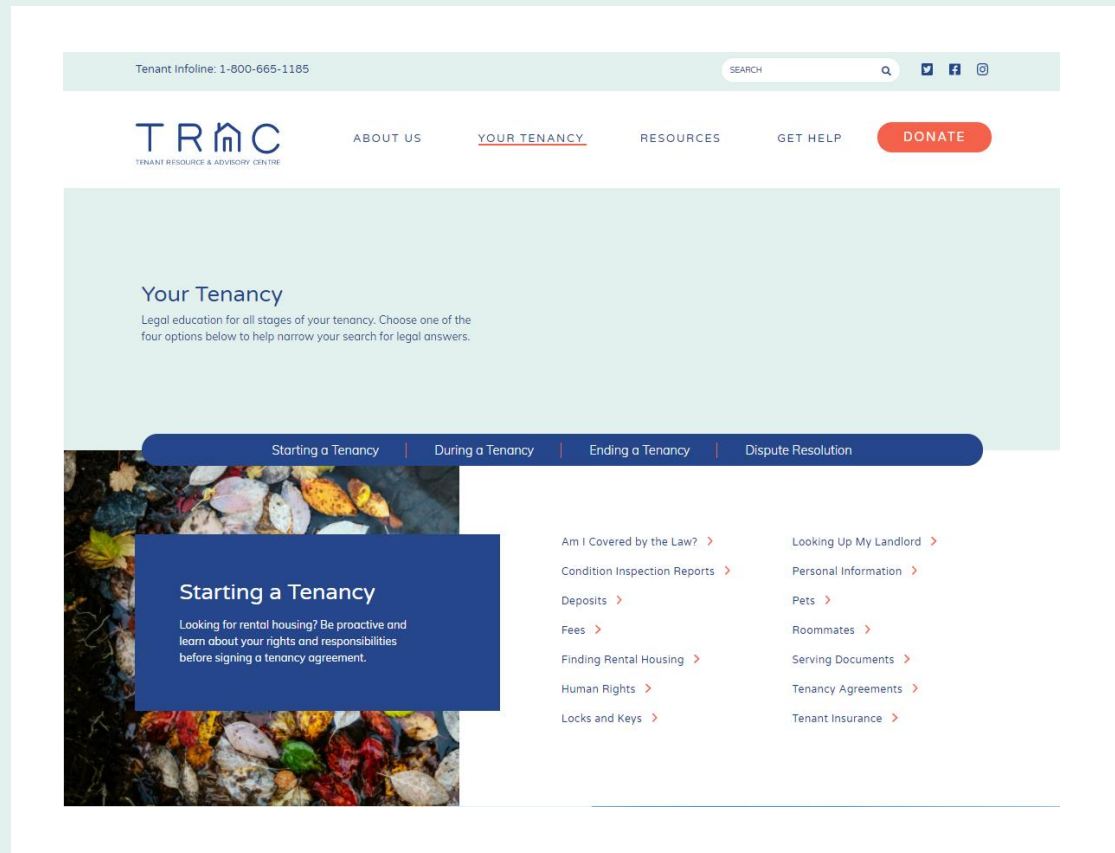 Tenant Infoline: 1-800-665-1185
SEARCH
TRAC
TENANT RESOURCE & ADVISORY CENTRE
ABOUT US
YOUR TENANCY
RESOURCES
GET HELP
DONATE
Your Tenancy
Legal education for all stages of your tenancy. Choose one of the
four options below to help narrow your search for legal answers.
Starting a Tenancy
During a Tenancy
Ending a Tenancy
Dispute Resolution
Starting a Tenancy
Looking for rental housing? Be proactive and
learn about your rights and responsibilities
before signing a tenancy agreement.
Am I Covered by the Law?
Condition Inspection Reports
Deposits
Fees
Finding Rental Housing
Human Rights
Locks and Keys
Looking Up My Landlord
Personal Information
Pets
Roommates
Serving Documents
Tenancy Agreements
Tenant Insurance